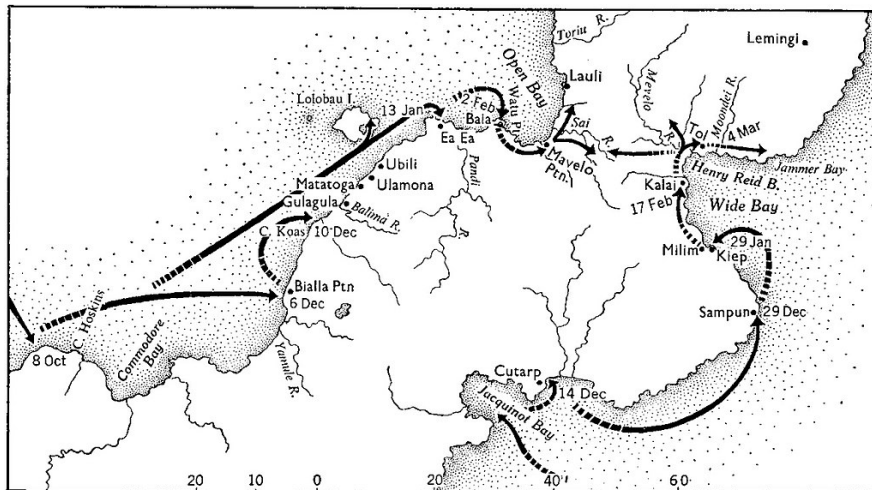 Toriu R.
Lemingi
Open Bay
Mevelo R.
Moondei R.
Lauli
Lolobau I.
13 Jan
2 Feb
Watu Ptn
Bala
Sai R.
Tol
4 Mar
Ea Ea
Mavelo
Ptn.
Jammer Bay
Henry Reid B.
Ubili
Ulamona
Matatoga
Gulagula
Pandi R.
Kalai
Wide Bay
17 Feb
Balima R.
C. Koas
10 Dec
29 Jan
Milim
Kiep
Bialla Ptn
6 Dec
Sampun
29 Dec
C. Hoskins
8 Oct
Commodore
Bay
Yamule R.
Cutarp
14 Dec
Jacquinot Bay
20 10 0 20 40 60